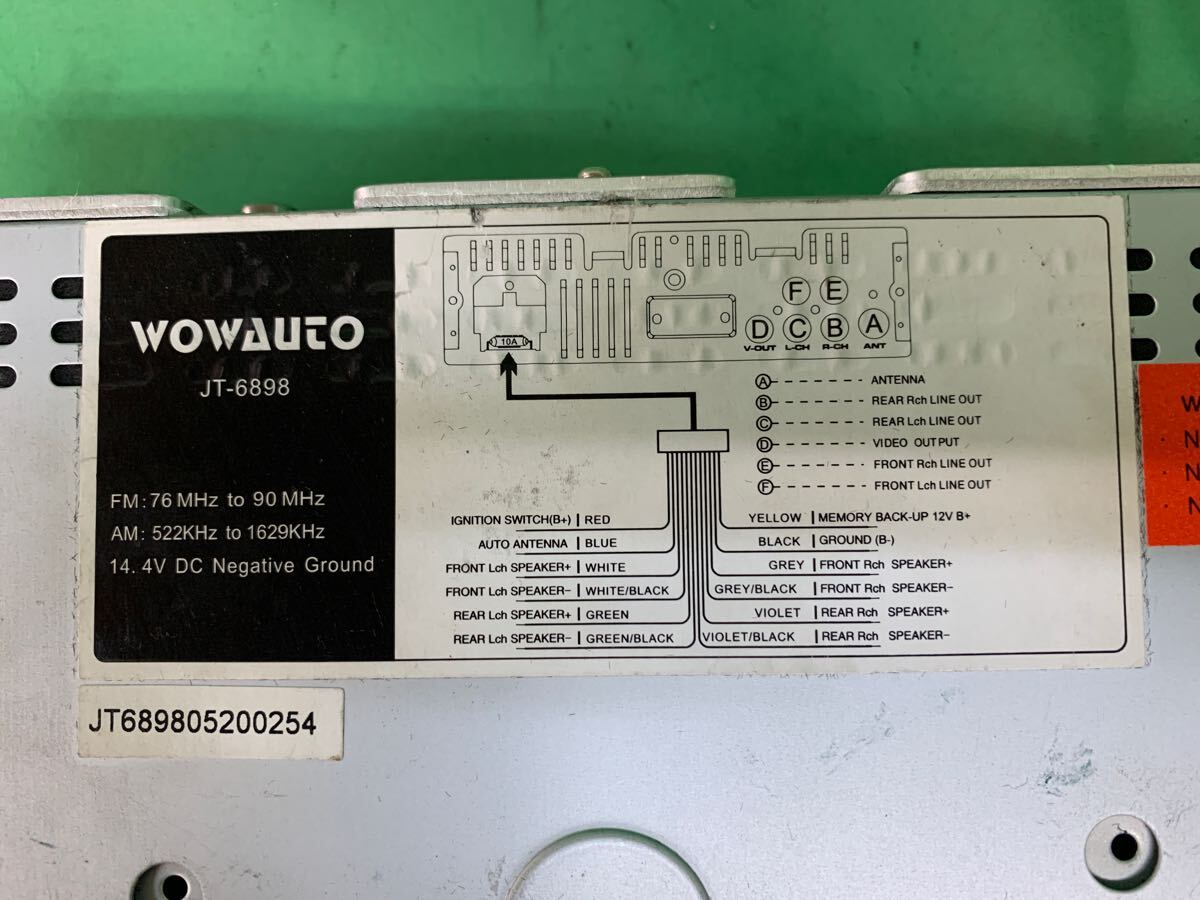 WOWAUTO
JT-6898
FM: 76 MHz to 90 MHz
AM: 522KHz to 1629KHz
14. 4V DC Negative Ground
10A
F E
D C B A
V-OUT L-CH R-CH ANT
A ANTENNA
B REAR Rch LINE OUT
C REAR Lch LINE OUT
D VIDEO OUTPUT
E FRONT Rch LINE OUT
F FRONT Lch LINE OUT
IGNITION SWITCH(B+) | RED
AUTO ANTENNA | BLUE
FRONT Lch SPEAKER+ | WHITE
FRONT Lch SPEAKER- | WHITE/BLACK
REAR Lch SPEAKER+ | GREEN
REAR Lch SPEAKER- | GREEN/BLACK
YELLOW | MEMORY BACK-UP 12V B+
BLACK | GROUND (B-)
GREY | FRONT Rch SPEAKER+
GREY/BLACK | FRONT Rch SPEAKER-
VIOLET | REAR Rch SPEAKER+
VIOLET/BLACK | REAR Rch SPEAKER-
JT689805200254